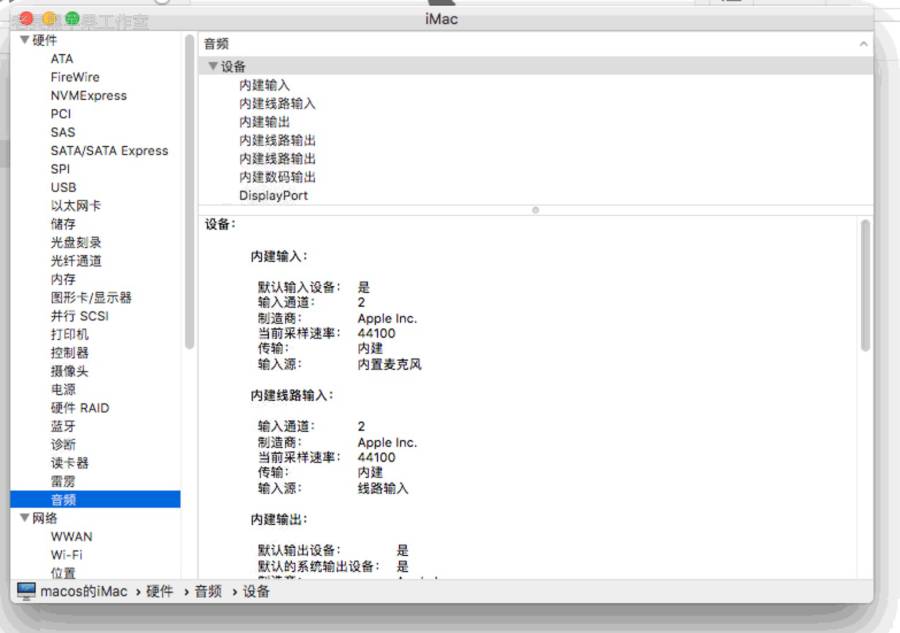 iMac
硬件
ATA
FireWire
NVMExpress
PCI
SAS
SATA/SATA Express
SPI
USB
以太网卡
储存
光盘刻录
光纤通道
内存
图形卡/显示器
并行 SCSI
打印机
控制器
摄像头
电源
硬件 RAID
蓝牙
诊断
读卡器
雷雳
音频
网络
WWAN
Wi-Fi
位置
音频
设备
内建输入
内建线路输入
内建输出
内建线路输出
内建线路输出
内建数码输出
DisplayPort
设备：
内建输入：
默认输入设备： 是
输入通道： 2
制造商： Apple Inc.
当前采样速率： 44100
传输： 内建
输入源： 内置麦克风
内建线路输入：
输入通道： 2
制造商： Apple Inc.
当前采样速率： 44100
传输： 内建
输入源： 线路输入
内建输出：
默认输出设备： 是
默认的系统输出设备： 是
macos的iMac › 硬件 › 音频 › 设备